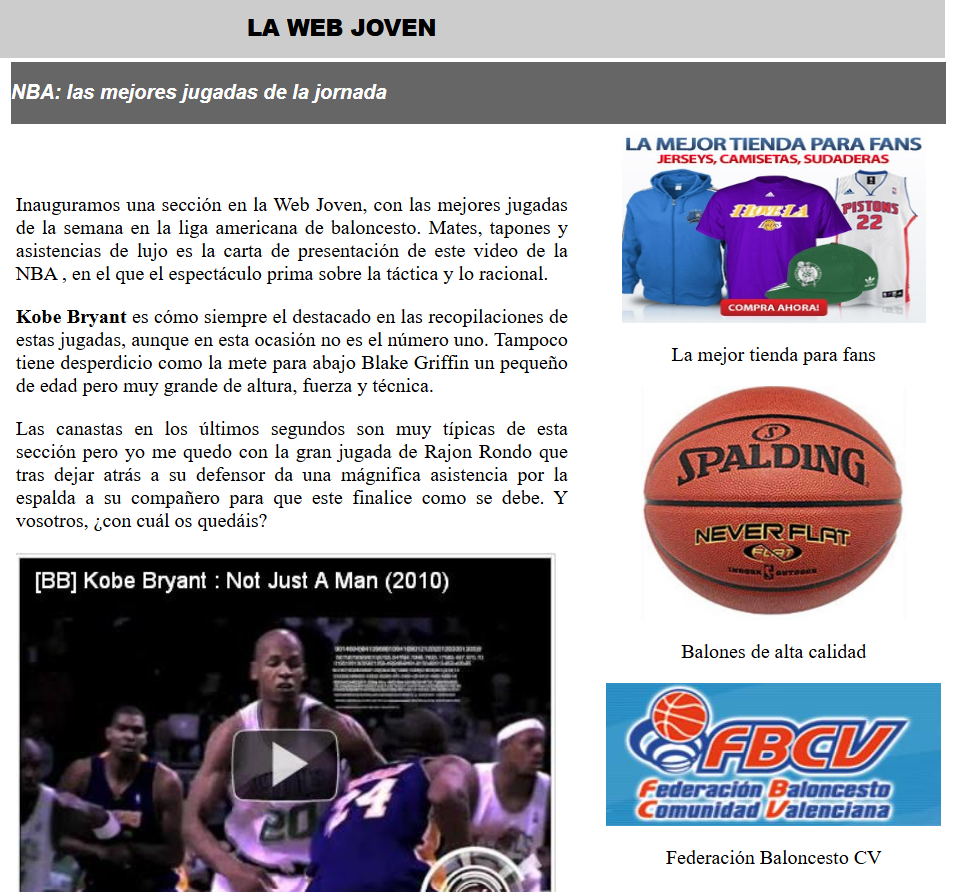 LA WEB JOVEN
NBA: las mejores jugadas de la jornada
Inauguramos una sección en la Web Joven, con las mejores jugadas
de la semana en la liga americana de baloncesto. Mates, tapones y
asistencias de lujo es la carta de presentación de este video de la
NBA , en el que el espectáculo prima sobre la táctica y lo racional.
Kobe Bryant es cómo siempre el destacado en las recopilaciones de
estas jugadas, aunque en esta ocasión no es el número uno. Tampoco
tiene desperdicio como la mete para abajo Blake Griffin un pequeño
de edad pero muy grande de altura, fuerza y técnica.
Las canastas en los últimos segundos son muy típicas de esta
sección pero yo me quedo con la gran jugada de Rajon Rondo que
tras dejar atrás a su defensor da una mágnifica asistencia por la
espalda a su compañero para que este finalice como se debe. Y
vosotros, ¿con cuál os quedáis?
[BB] Kobe Bryant : Not Just A Man (2010)
20
24
LA MEJOR TIENDA PARA FANS
JERSEYS, CAMISETAS, SUDADERAS
I LOVE L.A.
PISTONS
22
COMPRA AHORA!
La mejor tienda para fans
SPALDING
NEVER FLAT
FLAT
INDOOR OUTDOOR
Balones de alta calidad
FBCV
Federación Baloncesto
Comunidad Valenciana
Federación Baloncesto CV